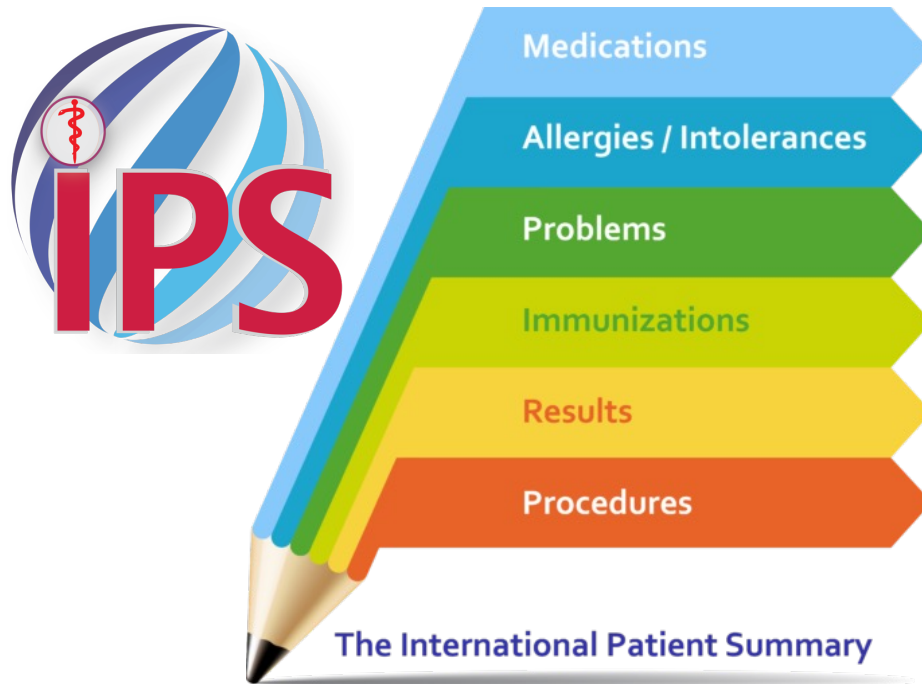 iPS
Medications
Allergies / Intolerances
Problems
Immunizations
Results
Procedures
The International Patient Summary